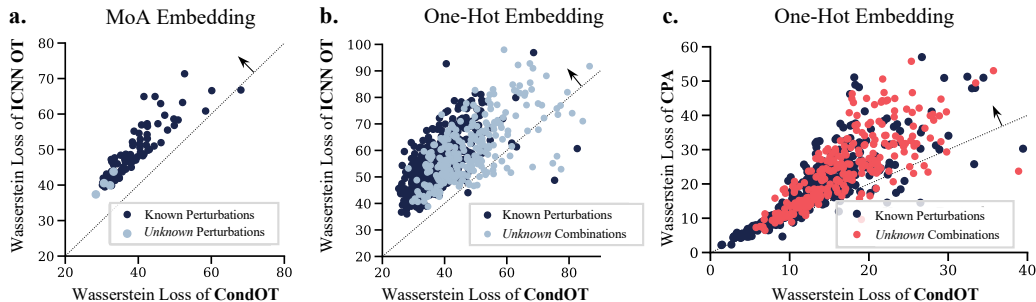 a. MoA Embedding
Wasserstein Loss of ICNN OT
80
70
60
50
40
30
20
20 40 60 80
Known Perturbations
Unknown Perturbations
Wasserstein Loss of CondOT
b. One-Hot Embedding
Wasserstein Loss of ICNN OT
100
90
80
70
60
50
40
30
20
20 40 60 80
Known Perturbations
Unknown Combinations
Wasserstein Loss of CondOT
c. One-Hot Embedding
Wasserstein Loss of CPA
60
50
40
30
20
10
0
0 10 20 30 40
Known Perturbations
Unknown Combinations
Wasserstein Loss of CondOT